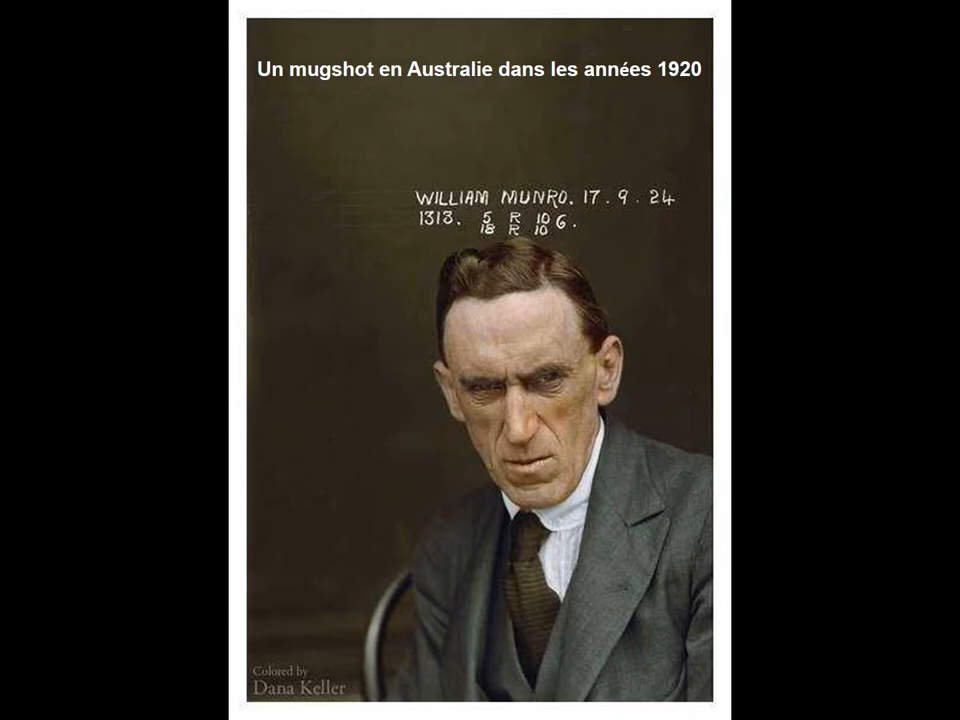 Un mugshot en Australie dans les années 1920
WILLIAM MUNRO. 17. 9. 24
1313. 5/18 R/R 10/10 6.
Colored by
Dana Keller